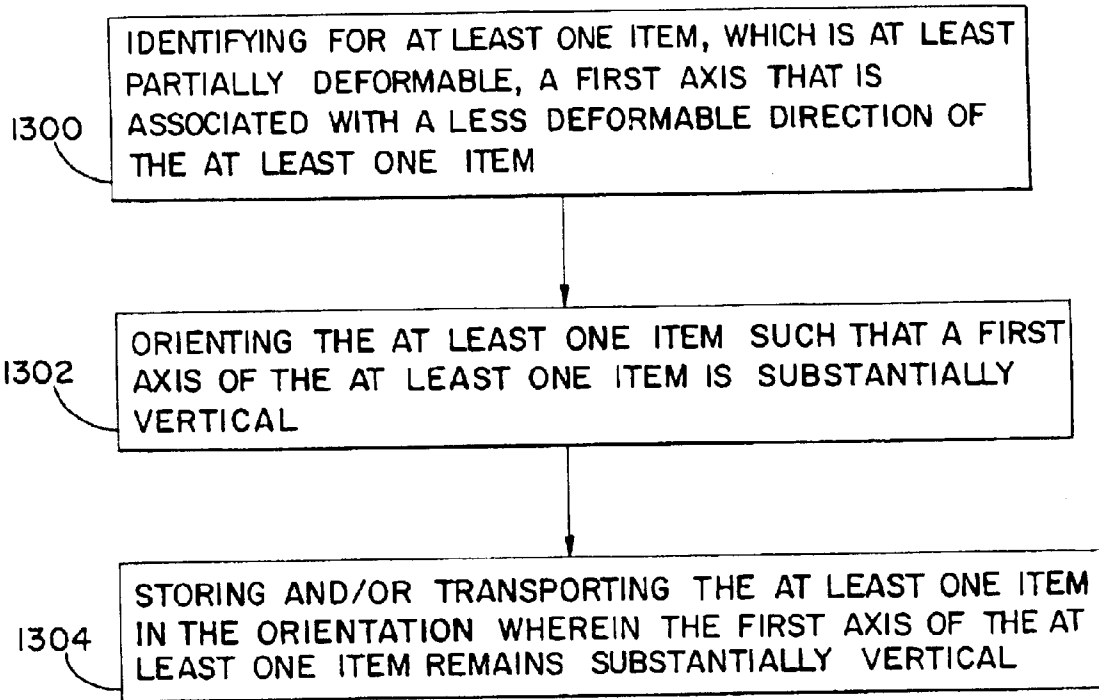 IDENTIFYING FOR AT LEAST ONE ITEM, WHICH IS AT LEAST
PARTIALLY DEFORMABLE, A FIRST AXIS THAT IS
ASSOCIATED WITH A LESS DEFORMABLE DIRECTION OF
THE AT LEAST ONE ITEM
1300
ORIENTING THE AT LEAST ONE ITEM SUCH THAT A FIRST
AXIS OF THE AT LEAST ONE ITEM IS SUBSTANTIALLY
VERTICAL
1302
STORING AND/OR TRANSPORTING THE AT LEAST ONE ITEM
IN THE ORIENTATION WHEREIN THE FIRST AXIS OF THE AT
LEAST ONE ITEM REMAINS SUBSTANTIALLY VERTICAL
1304